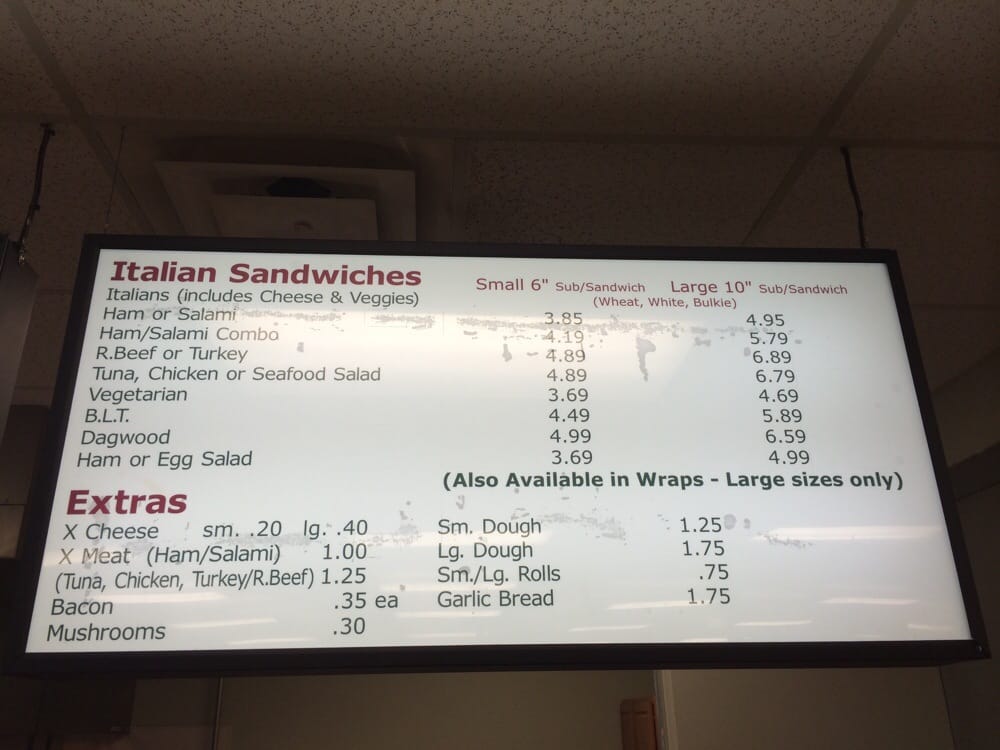 Italian Sandwiches Small 6" Sub/Sandwich Large 10" Sub/Sandwich
Italians (includes Cheese & Veggies) (Wheat, White, Bulkie)
Ham or Salami 3.85 4.95
Ham/Salami Combo 4.19 5.79
R.Beef or Turkey 4.89 6.89
Tuna, Chicken or Seafood Salad 4.89 6.79
Vegetarian 3.69 4.69
B.L.T. 4.49 5.89
Dagwood 4.99 6.59
Ham or Egg Salad 3.69 4.99
(Also Available in Wraps - Large sizes only)
Extras
X Cheese sm. .20 lg. .40 Sm. Dough 1.25
X Meat (Ham/Salami) 1.00 Lg. Dough 1.75
(Tuna, Chicken, Turkey/R.Beef) 1.25 Sm./Lg. Rolls .75
Bacon .35 ea Garlic Bread 1.75
Mushrooms .30